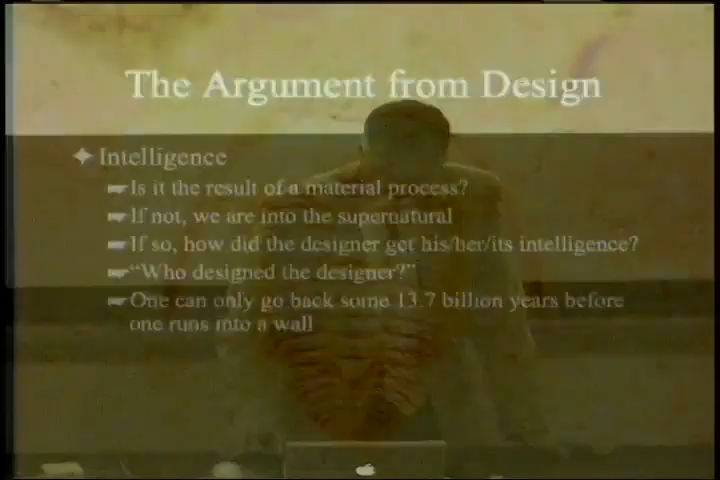 The Argument from Design
Intelligence
Is it the result of a material process?
If not, we are into the supernatural
If so, how did the designer get his/her/its intelligence?
"Who designed the designer?"
One can only go back some 13.7 billion years before
one runs into a wall